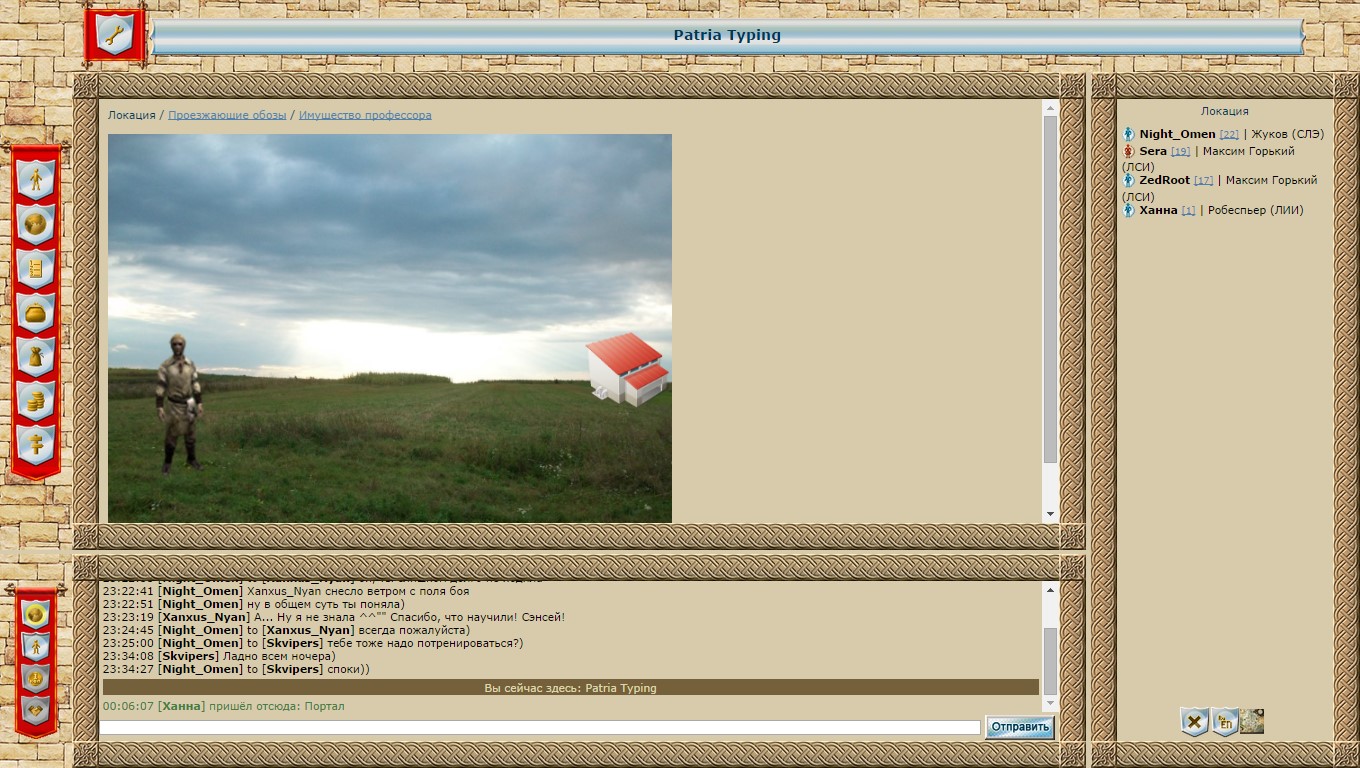 Patria Typing
Локация / Проезжающие обозы / Имущество профессора
Локация
Night_Omen [22] | Жуков (СЛЭ)
Sera [19] | Максим Горький
(ЛСИ)
ZedRoot [17] | Максим Горький
(ЛСИ)
Ханна [1] | Робеспьер (ЛИИ)
23:22:41 [Night_Omen] Xanxus_Nyan снесло ветром с поля боя
23:22:51 [Night_Omen] ну в общем суть ты поняла)
23:23:19 [Xanxus_Nyan] А... Ну я не знала ^^"" Спасибо, что научили! Сэнсей!
23:24:45 [Night_Omen] to [Xanxus_Nyan] всегда пожалуйста)
23:25:00 [Night_Omen] to [Skvipers] тебе тоже надо потренироваться?)
23:34:08 [Skvipers] Ладно всем ночера)
23:34:27 [Night_Omen] to [Skvipers] споки))
Вы сейчас здесь: Patria Typing
00:06:07 [Ханна] пришёл отсюда: Портал
Отправить